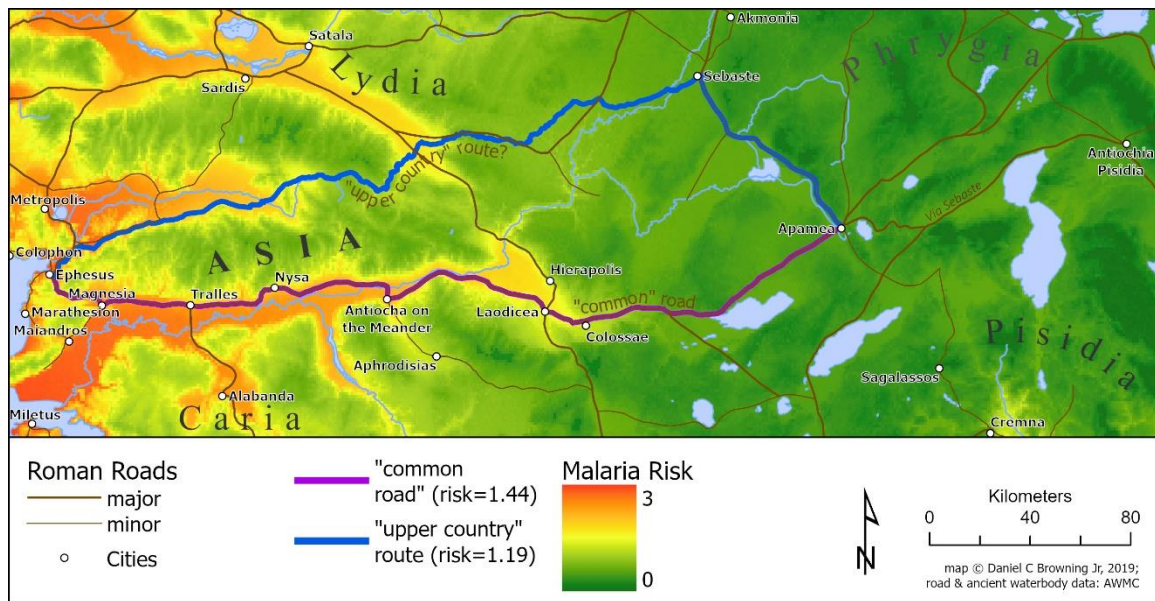 Akmonia
Satala
Lydia
Phrygia
Sardis
Sebaste
"upper country" route?
Antiochia
Pisidia
Metropolis
Via Sebaste
Colophon
ASIA
Apamea
Ephesus
Nysa
Hierapolis
Magnesia
Tralles
"common" road
Marathesion
Antiocha on
the Meander
Laodicea
Colossae
Maiandros
Pisidia
Aphrodisias
Sagalassos
Alabanda
Miletus
Caria
Cremna
Roman Roads
major
minor
Cities
"common
road" (risk=1.44)
"upper country"
route (risk=1.19)
Malaria Risk
3
0
N
Kilometers
0 40 80
map © Daniel C Browning Jr, 2019;
road & ancient waterbody data: AWMC